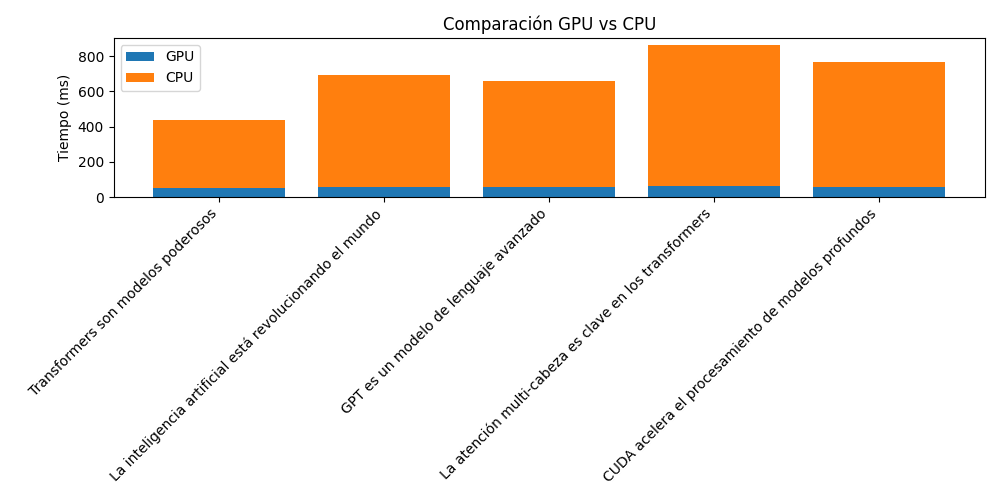 Comparación GPU vs CPU
GPU
CPU
Tiempo (ms)
800
600
400
200
0
Transformers son modelos poderosos
La inteligencia artificial está revolucionando el mundo
GPT es un modelo de lenguaje avanzado
La atención multi-cabeza es clave en los transformers
CUDA acelera el procesamiento de modelos profundos